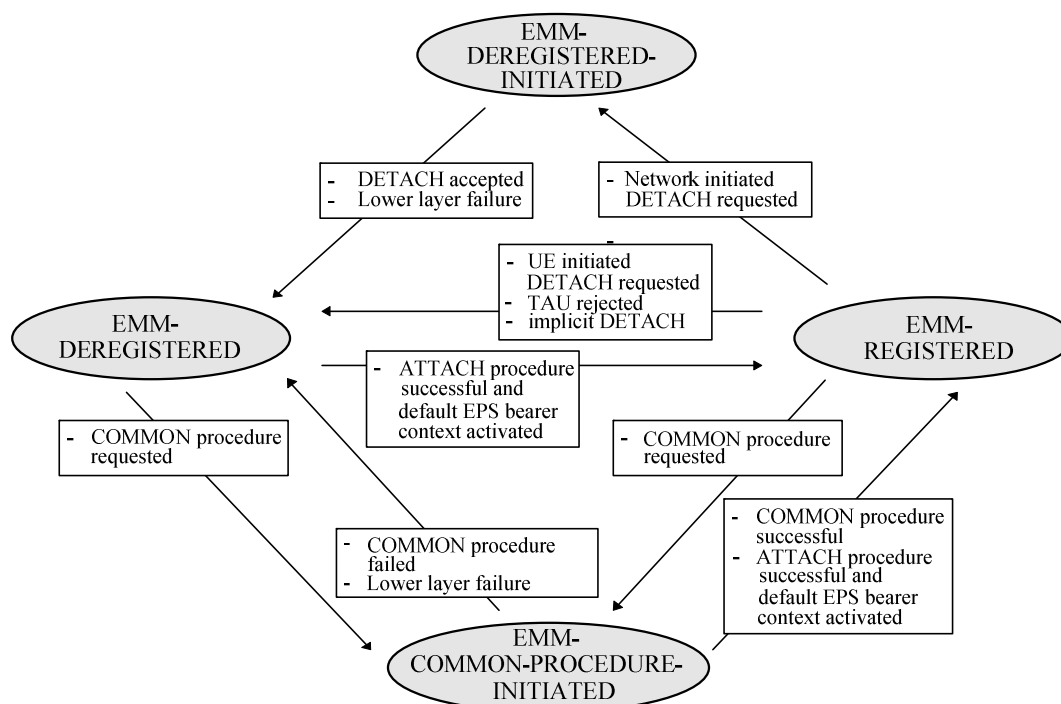 EMM-
DEREGISTERED-
INITIATED
- DETACH accepted
- Lower layer failure
- Network initiated
DETACH requested
-
- UE initiated
DETACH requested
- TAU rejected
- implicit DETACH
EMM-
DEREGISTERED
EMM-
REGISTERED
- ATTACH procedure
successful and
default EPS bearer
context activated
- COMMON procedure
requested
- COMMON procedure
requested
- COMMON procedure
failed
- Lower layer failure
- COMMON procedure
successful
- ATTACH procedure
successful and
default EPS bearer
context activated
EMM-
COMMON-PROCEDURE-
INITIATED